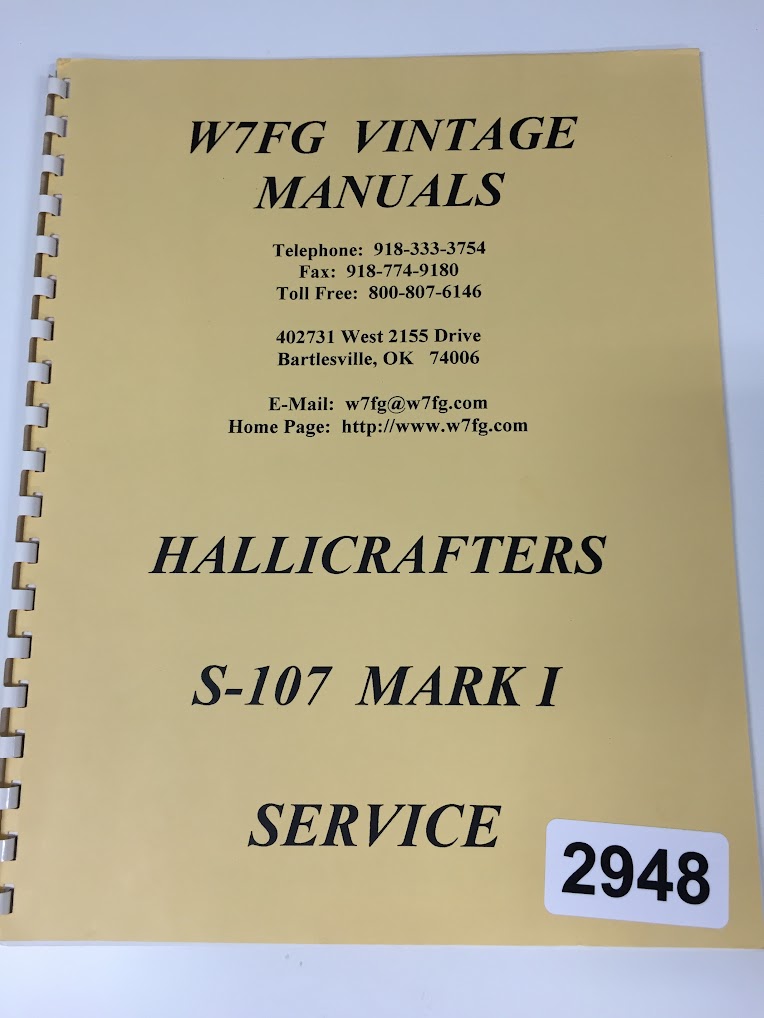 W7FG VINTAGE
MANUALS
Telephone: 918-333-3754
Fax: 918-774-9180
Toll Free: 800-807-6146
402731 West 2155 Drive
Bartlesville, OK 74006
E-Mail: w7fg@w7fg.com
Home Page: http://www.w7fg.com
HALLICRAFTERS
S-107 MARK I
SERVICE
2948